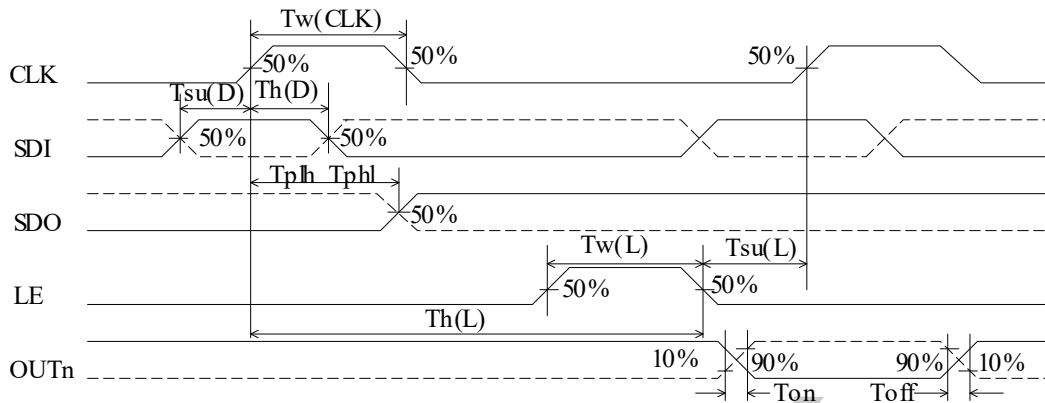 Tw(CLK)
CLK 50% 50% 50%
Tsu(D) Th(D)
SDI 50% 50%
Tplh Tphl
SDO 50%
Tw(L) Tsu(L)
LE 50% 50%
Th(L)
OUTn 10% 90% 90% 10%
Ton Toff